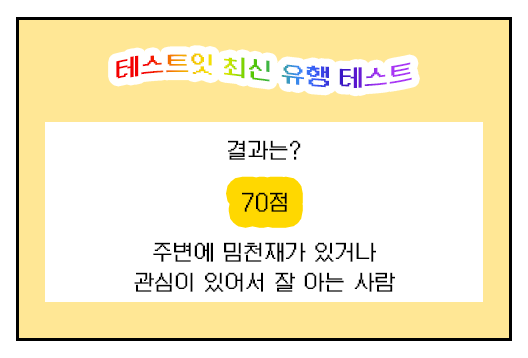 테스트잇 최신 유행 테스트
결과는?
70점
주변에 밈천재가 있거나
관심이 있어서 잘 아는 사람